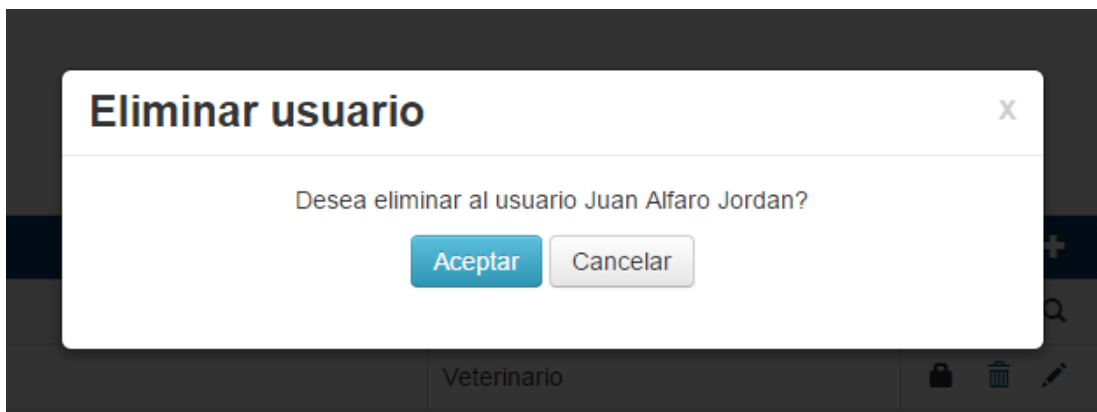 Eliminar usuario
x
Desea eliminar al usuario Juan Alfaro Jordan?
Aceptar
Cancelar
Veterinario